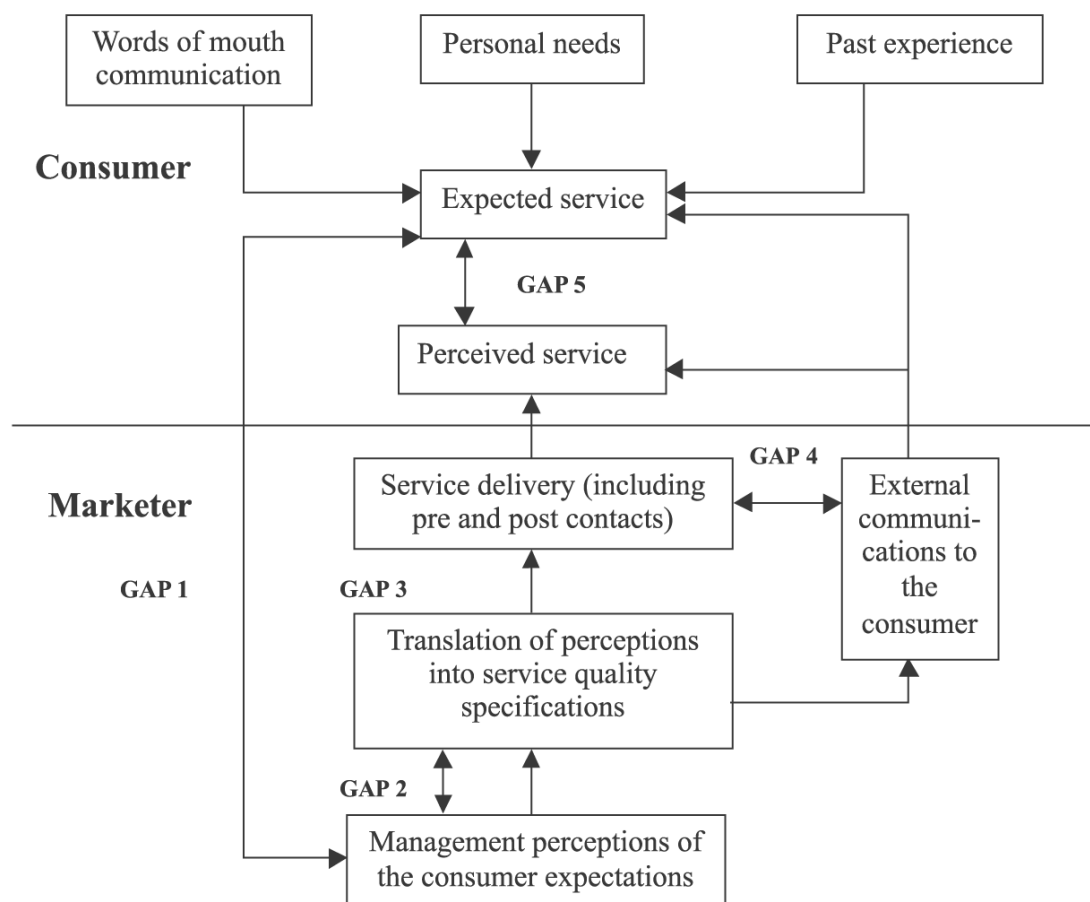 Words of mouth
communication
Personal needs
Past experience
Consumer
Expected service
GAP 5
Perceived service
GAP 4
Marketer
Service delivery (including
pre and post contacts)
External
communi-
cations to
the
consumer
GAP 1
GAP 3
Translation of perceptions
into service quality
specifications
GAP 2
Management perceptions of
the consumer expectations